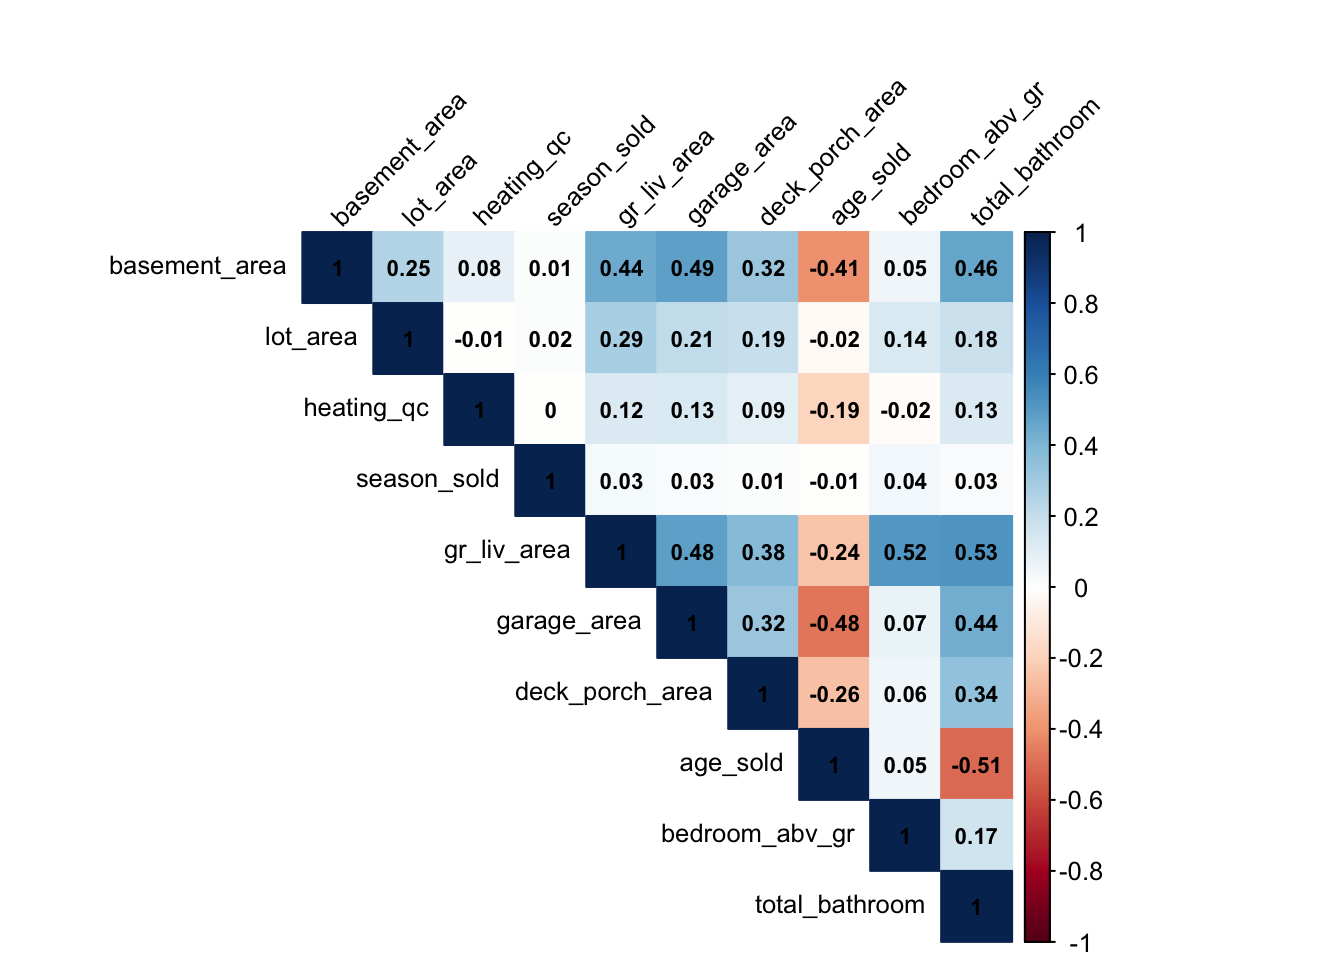 basement_area
lot_area
heating_qc
season_sold
gr_liv_area
garage_area
deck_porch_area
age_sold
bedroom_abv_gr
total_bathroom
basement_area 1 0.25 0.08 0.01 0.44 0.49 0.32 -0.41 0.05 0.46
lot_area 1 -0.01 0.02 0.29 0.21 0.19 -0.02 0.14 0.18
heating_qc 1 0 0.12 0.13 0.09 -0.19 -0.02 0.13
season_sold 1 0.03 0.03 0.01 -0.01 0.04 0.03
gr_liv_area 1 0.48 0.38 -0.24 0.52 0.53
garage_area 1 0.32 -0.48 0.07 0.44
deck_porch_area 1 -0.26 0.06 0.34
age_sold 1 0.05 -0.51
bedroom_abv_gr 1 0.17
total_bathroom 1
1
0.8
0.6
0.4
0.2
0
-0.2
-0.4
-0.6
-0.8
-1